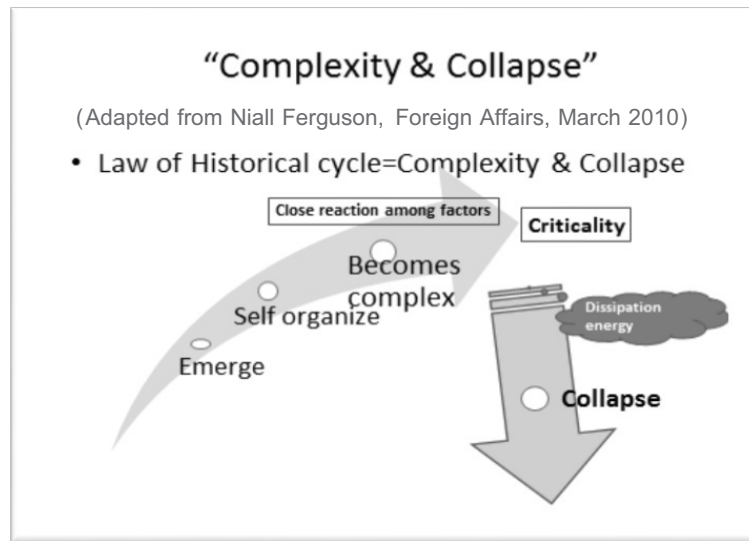 “Complexity & Collapse”
(Adapted from Niall Ferguson, Foreign Affairs, March 2010)
• Law of Historical cycle=Complexity & Collapse
Close reaction among factors
Criticality
Becomes
complex
Self organize
Emerge
Dissipation
energy
Collapse